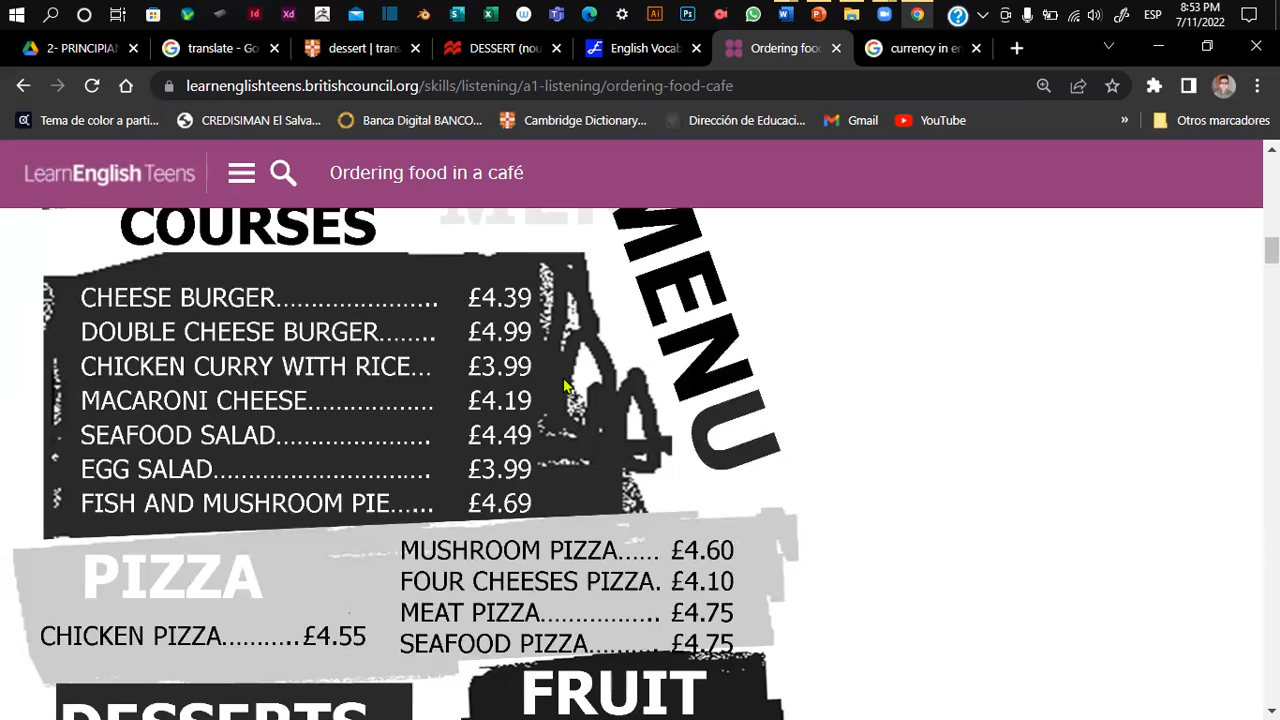 ESP
8:53 PM
7/11/2022
2- PRINCIPIAN
translate - Go
dessert | trans
DESSERT (nou
English Vocab
Ordering food
currency in en
learnenglishteens.britishcouncil.org/skills/listening/a1-listening/ordering-food-cafe
Tema de color a parti...
CREDISIMAN El Salva...
Banca Digital BANCO...
Cambridge Dictionary...
Dirección de Educaci...
Gmail
YouTube
»
Otros marcadores
LearnEnglish Teens
Ordering food in a café
COURSES
MENU
CHEESE BURGER........................ £4.39
DOUBLE CHEESE BURGER........ £4.99
CHICKEN CURRY WITH RICE... £3.99
MACARONI CHEESE................... £4.19
SEAFOOD SALAD....................... £4.49
EGG SALAD................................ £3.99
FISH AND MUSHROOM PIE...... £4.69
PIZZA
CHICKEN PIZZA........... £4.55
MUSHROOM PIZZA...... £4.60
FOUR CHEESES PIZZA. £4.10
MEAT PIZZA................. £4.75
SEAFOOD PIZZA.......... £4.75
DESSERTS
FRUIT